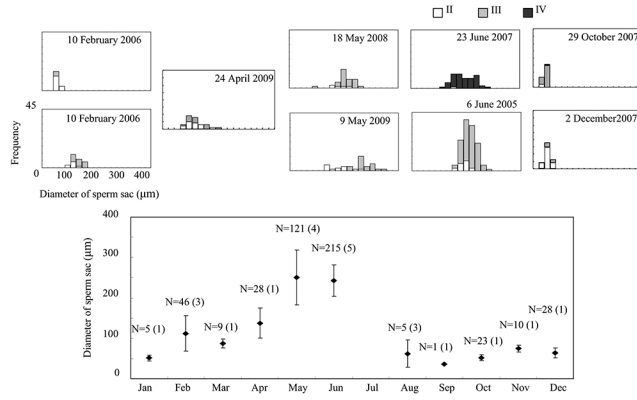 II III IV
10 February 2006
18 May 2008
23 June 2007
29 October 2007
24 April 2009
45
10 February 2006
9 May 2009
6 June 2005
2 December2007
Frequency
0
0 100 200 300 400
Diameter of sperm sac (µm)
400
N=121 (4)
N=215 (5)
300
N=28 (1)
200
N=46 (3)
N=28 (1)
N=5 (1)
N=9 (1)
N=5 (3)
N=10 (1)
N=23 (1)
100
N=1 (1)
0
Diameter of sperm sac (µm)
Jan Feb Mar Apr May Jun Jul Aug Sep Oct Nov Dec